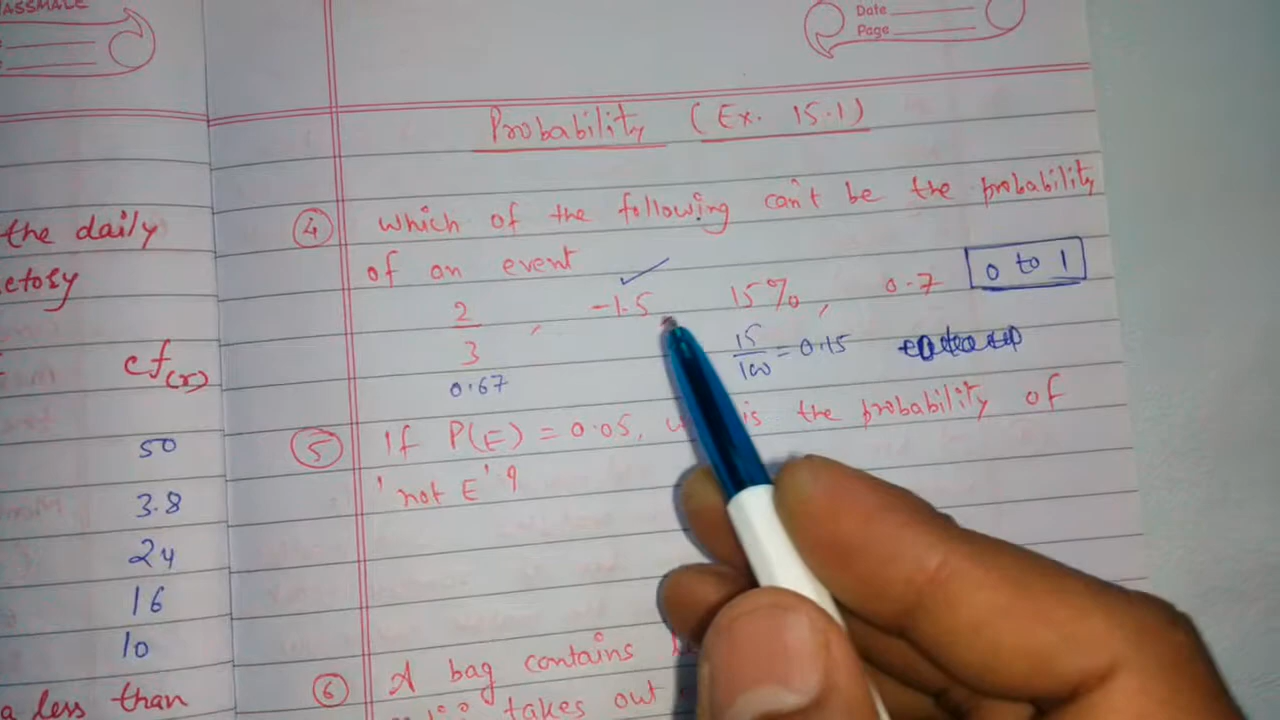 ASSMATE
Date
Page
Probability (Ex. 15.1)
the daily
④ which of the following can't be the probability
of an event
0 to 1
2/3, -1.5 15%, 0.7
0.67
15/100 = 0.15
cf(x)
⑤ If P(E) = 0.05, is the probability of
'not E' ?
50
3.8
24
16
10
⑥ A bag contains
takes out
a less than